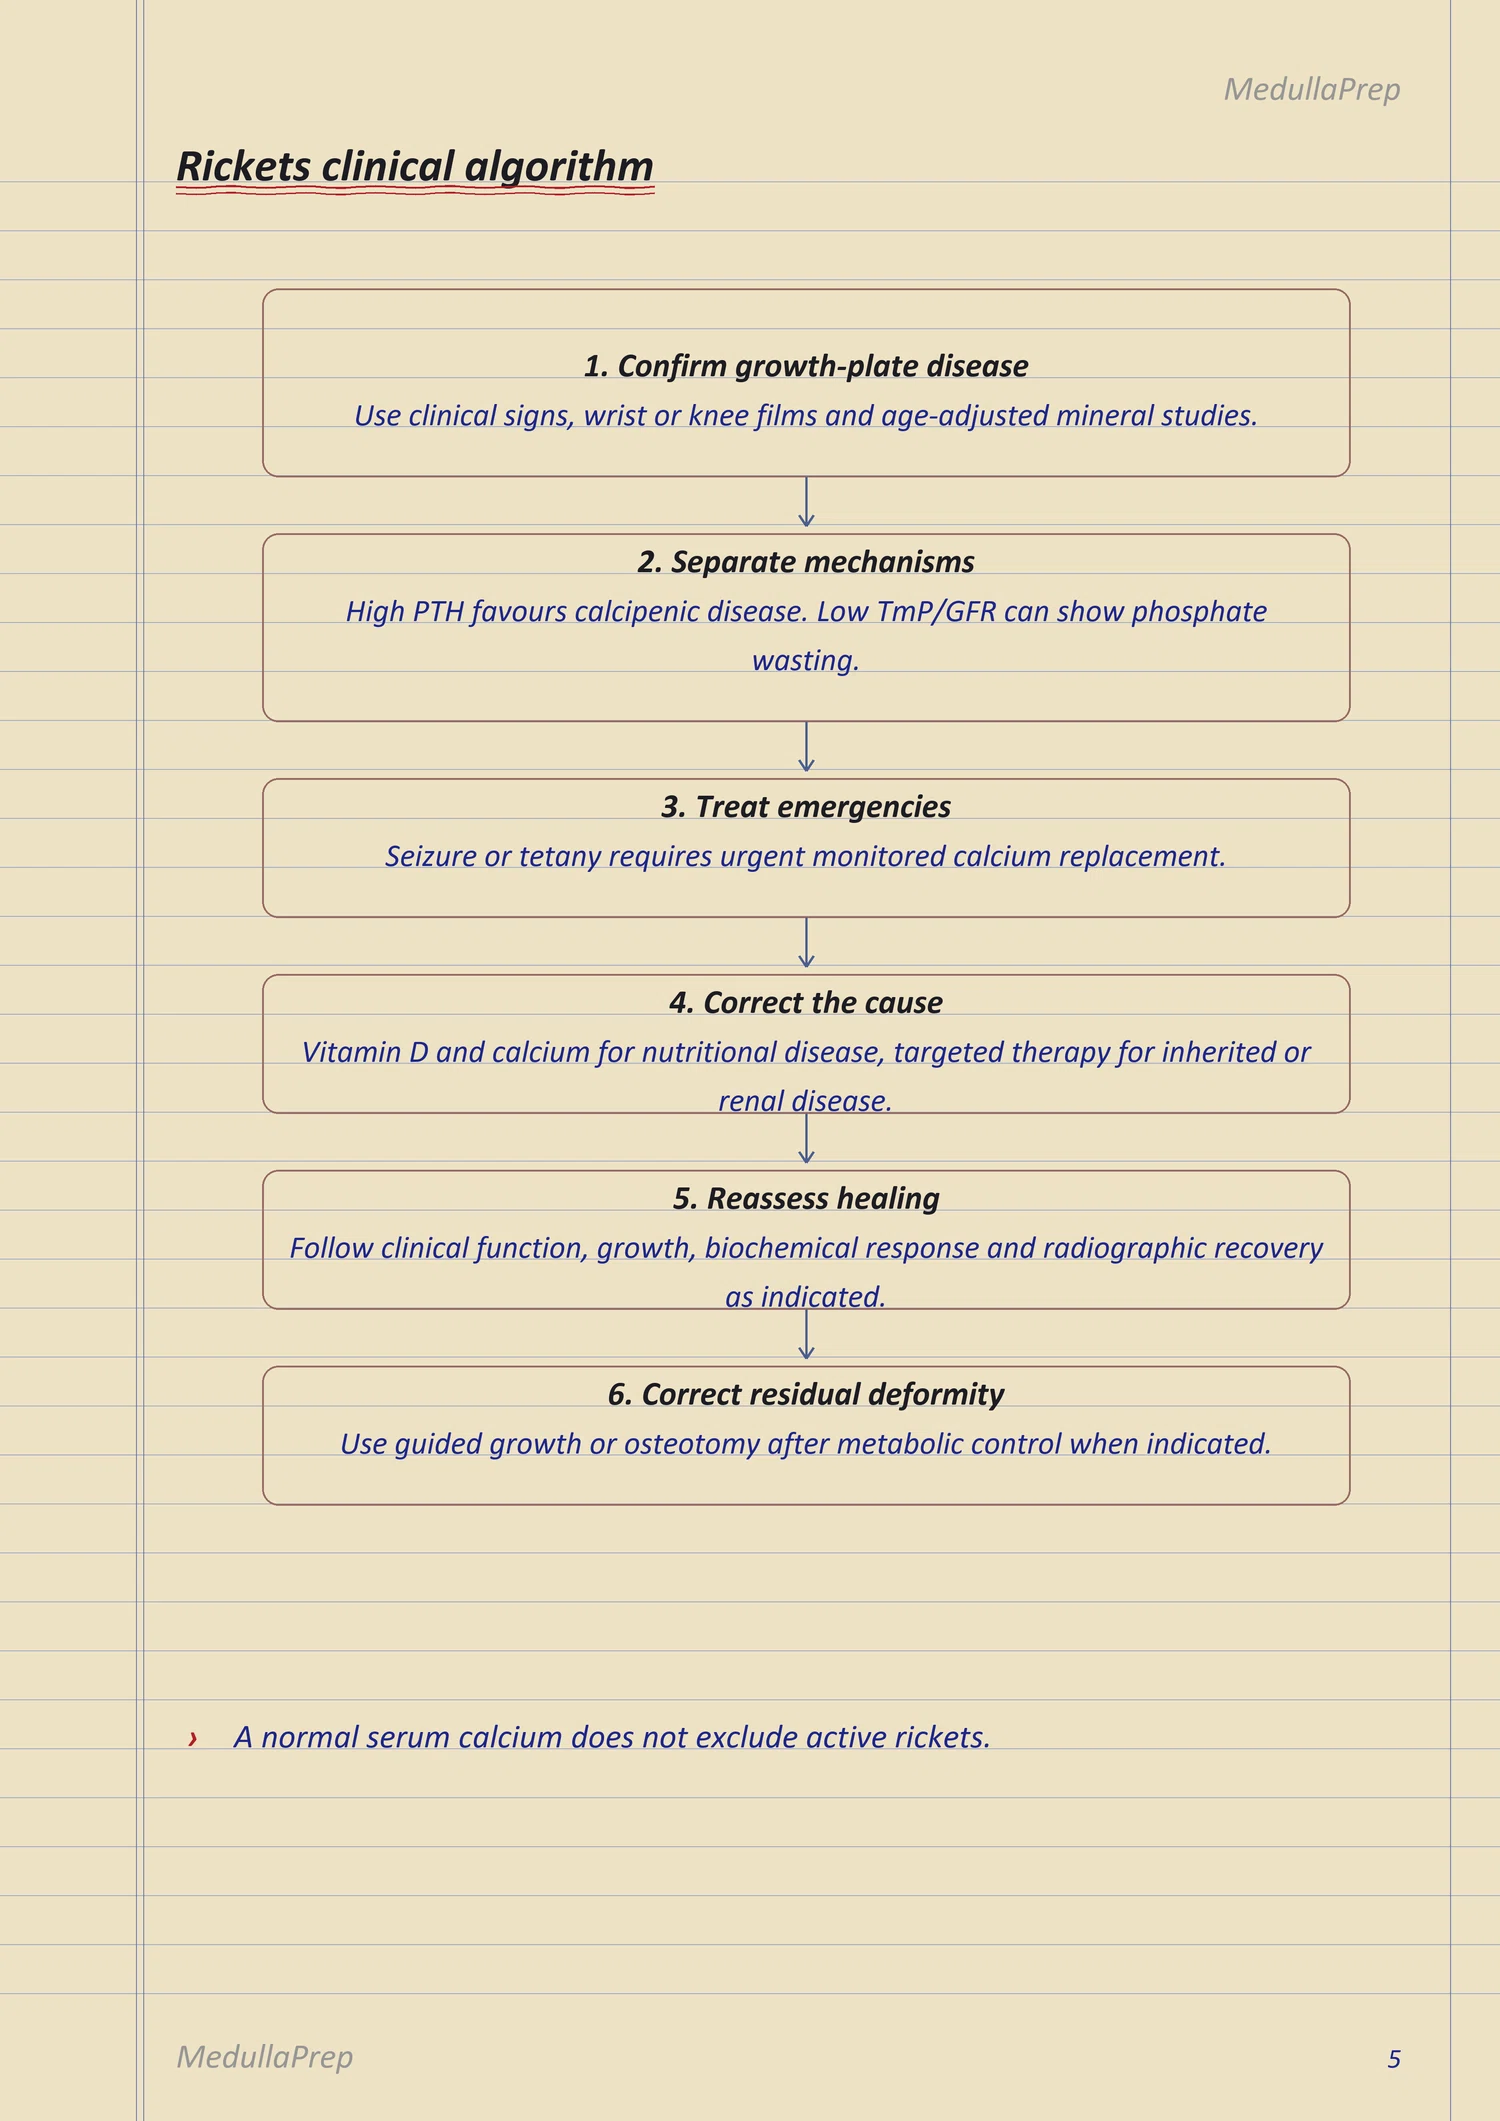 MedullaPrep
Rickets clinical algorithm
1. Confirm growth-plate disease
Use clinical signs, wrist or knee films and age-adjusted mineral studies.
2. Separate mechanisms
High PTH favours calcipenic disease. Low TmP/GFR can show phosphate
wasting.
3. Treat emergencies
Seizure or tetany requires urgent monitored calcium replacement.
4. Correct the cause
Vitamin D and calcium for nutritional disease, targeted therapy for inherited or
renal disease.
5. Reassess healing
Follow clinical function, growth, biochemical response and radiographic recovery
as indicated.
6. Correct residual deformity
Use guided growth or osteotomy after metabolic control when indicated.
› A normal serum calcium does not exclude active rickets.
MedullaPrep
5